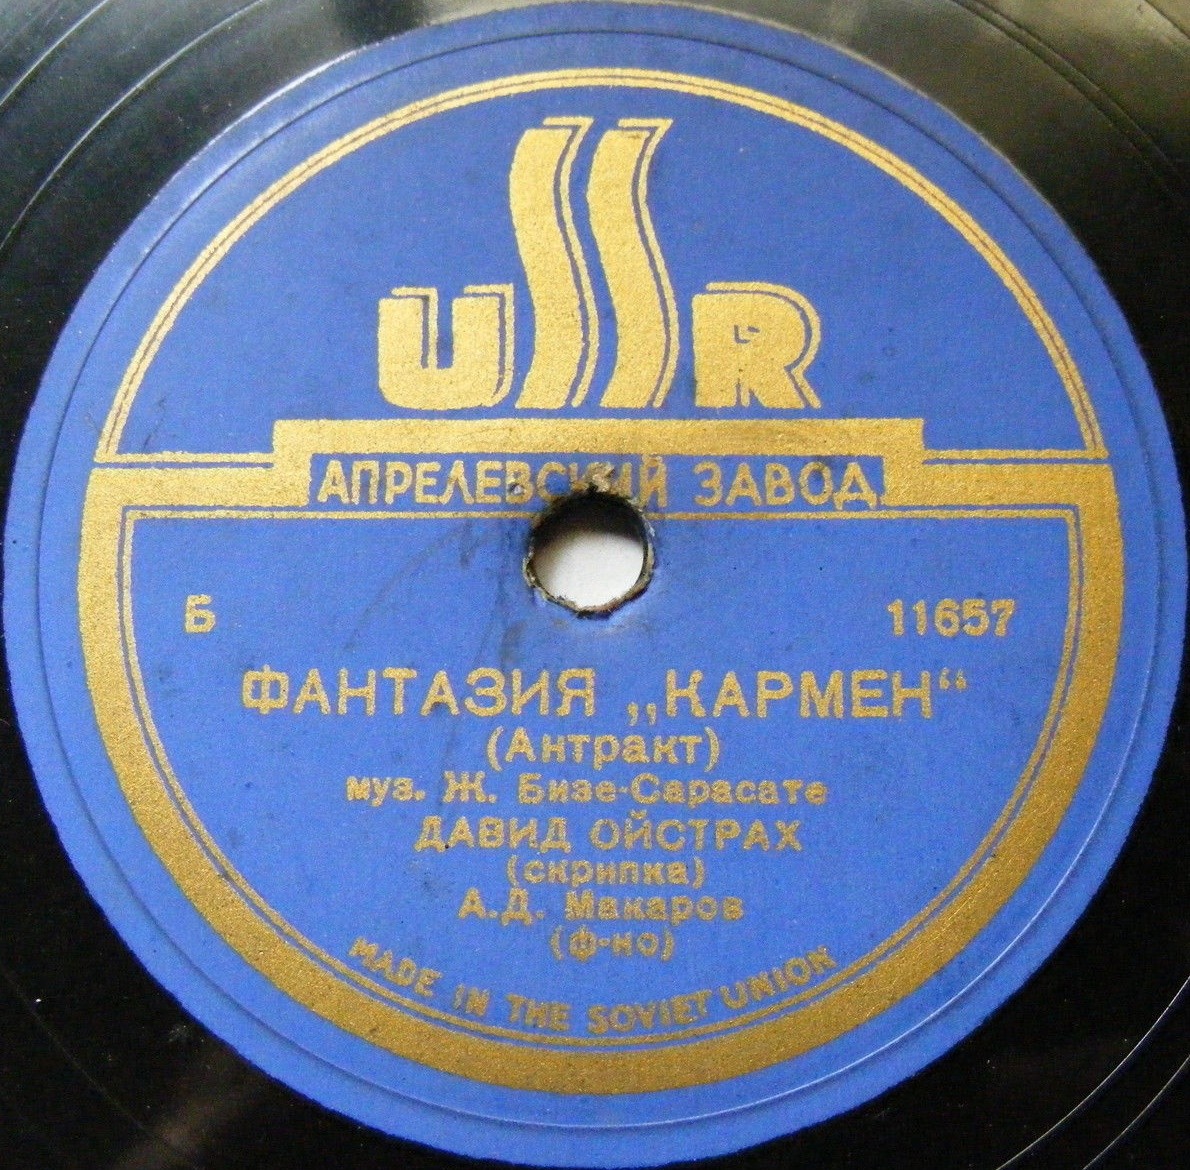 USSR
АПРЕЛЕВСКИЙ ЗАВОД
Б 11657
ФАНТАЗИЯ „КАРМЕН“
(Антракт)
муз. Ж. Бизе-Сарасате
ДАВИД ОЙСТРАХ
(скрипка)
А.Д. Макаров
(ф-но)
MADE IN THE SOVIET UNION